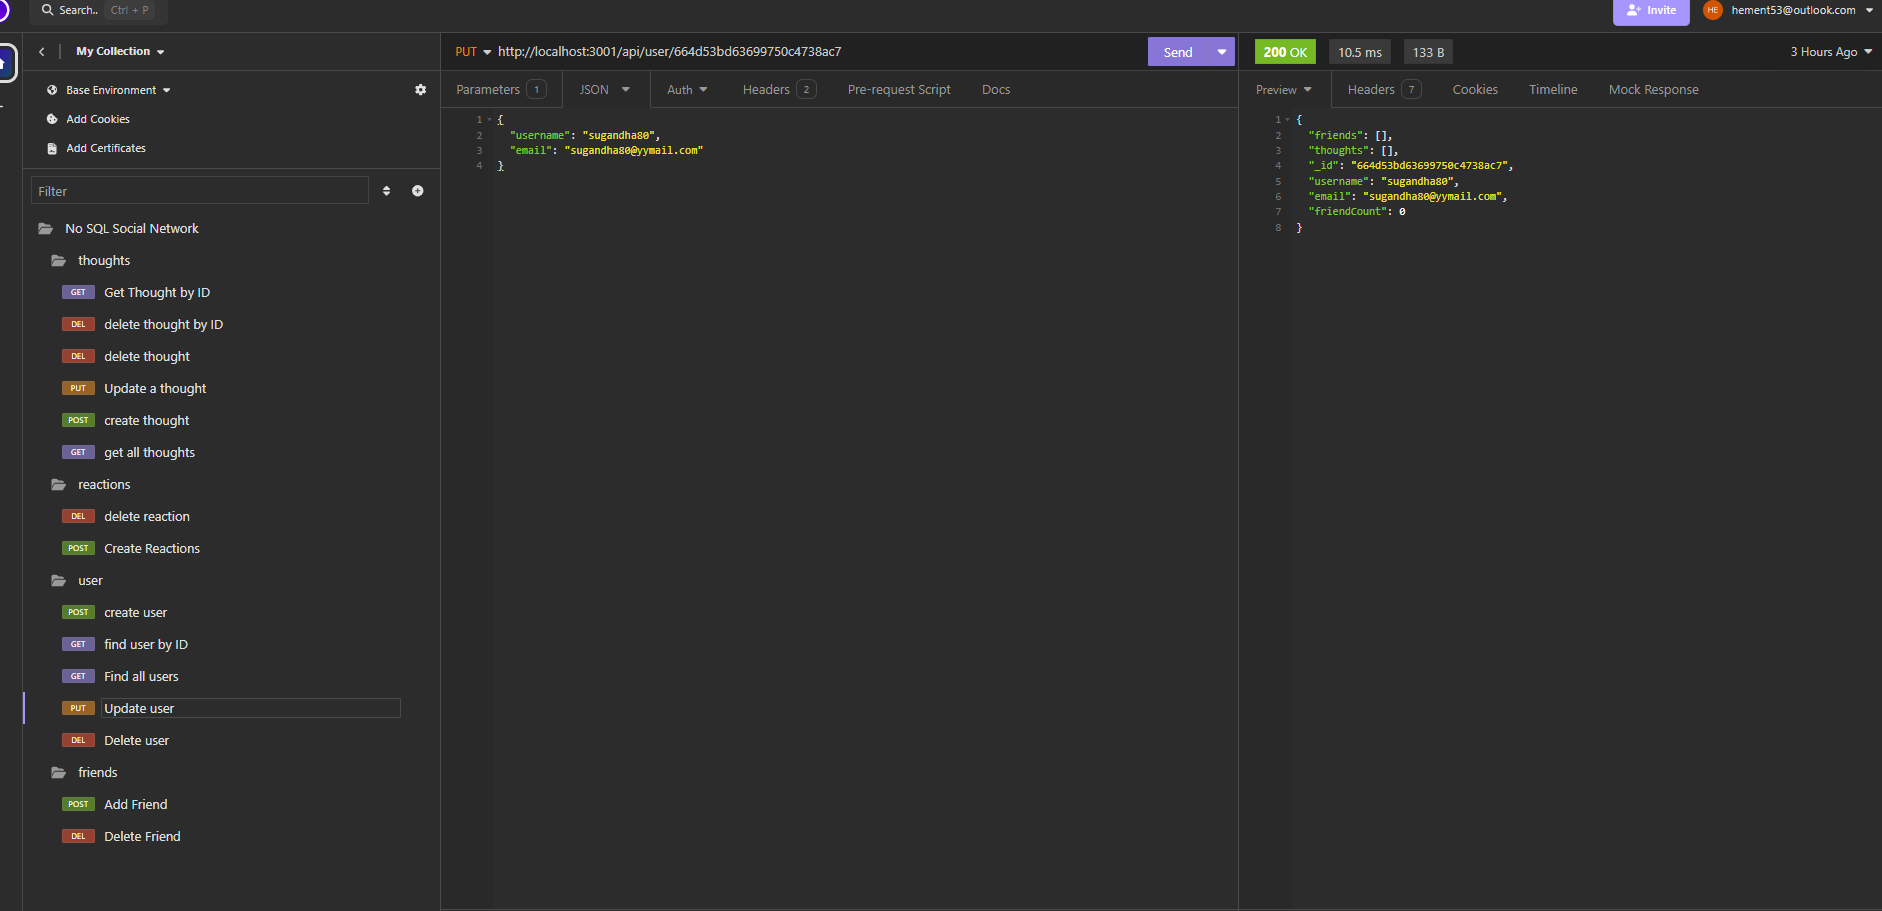 Search.. Ctrl + P
Invite
HE hement53@outlook.com
My Collection
Base Environment
Add Cookies
Add Certificates
Filter
No SQL Social Network
thoughts
GET Get Thought by ID
DEL delete thought by ID
DEL delete thought
PUT Update a thought
POST create thought
GET get all thoughts
reactions
DEL delete reaction
POST Create Reactions
user
POST create user
GET find user by ID
GET Find all users
PUT Update user
DEL Delete user
friends
POST Add Friend
DEL Delete Friend
PUT http://localhost:3001/api/user/664d53bd63699750c4738ac7 Send
Parameters 1 JSON Auth Headers 2 Pre-request Script Docs
1 {
2 "username": "sugandha80",
3 "email": "sugandha80@yymail.com"
4 }
200 OK 10.5 ms 133 B 3 Hours Ago
Preview Headers 7 Cookies Timeline Mock Response
1 {
2 "friends": [],
3 "thoughts": [],
4 "_id": "664d53bd63699750c4738ac7",
5 "username": "sugandha80",
6 "email": "sugandha80@yymail.com",
7 "friendCount": 0
8 }